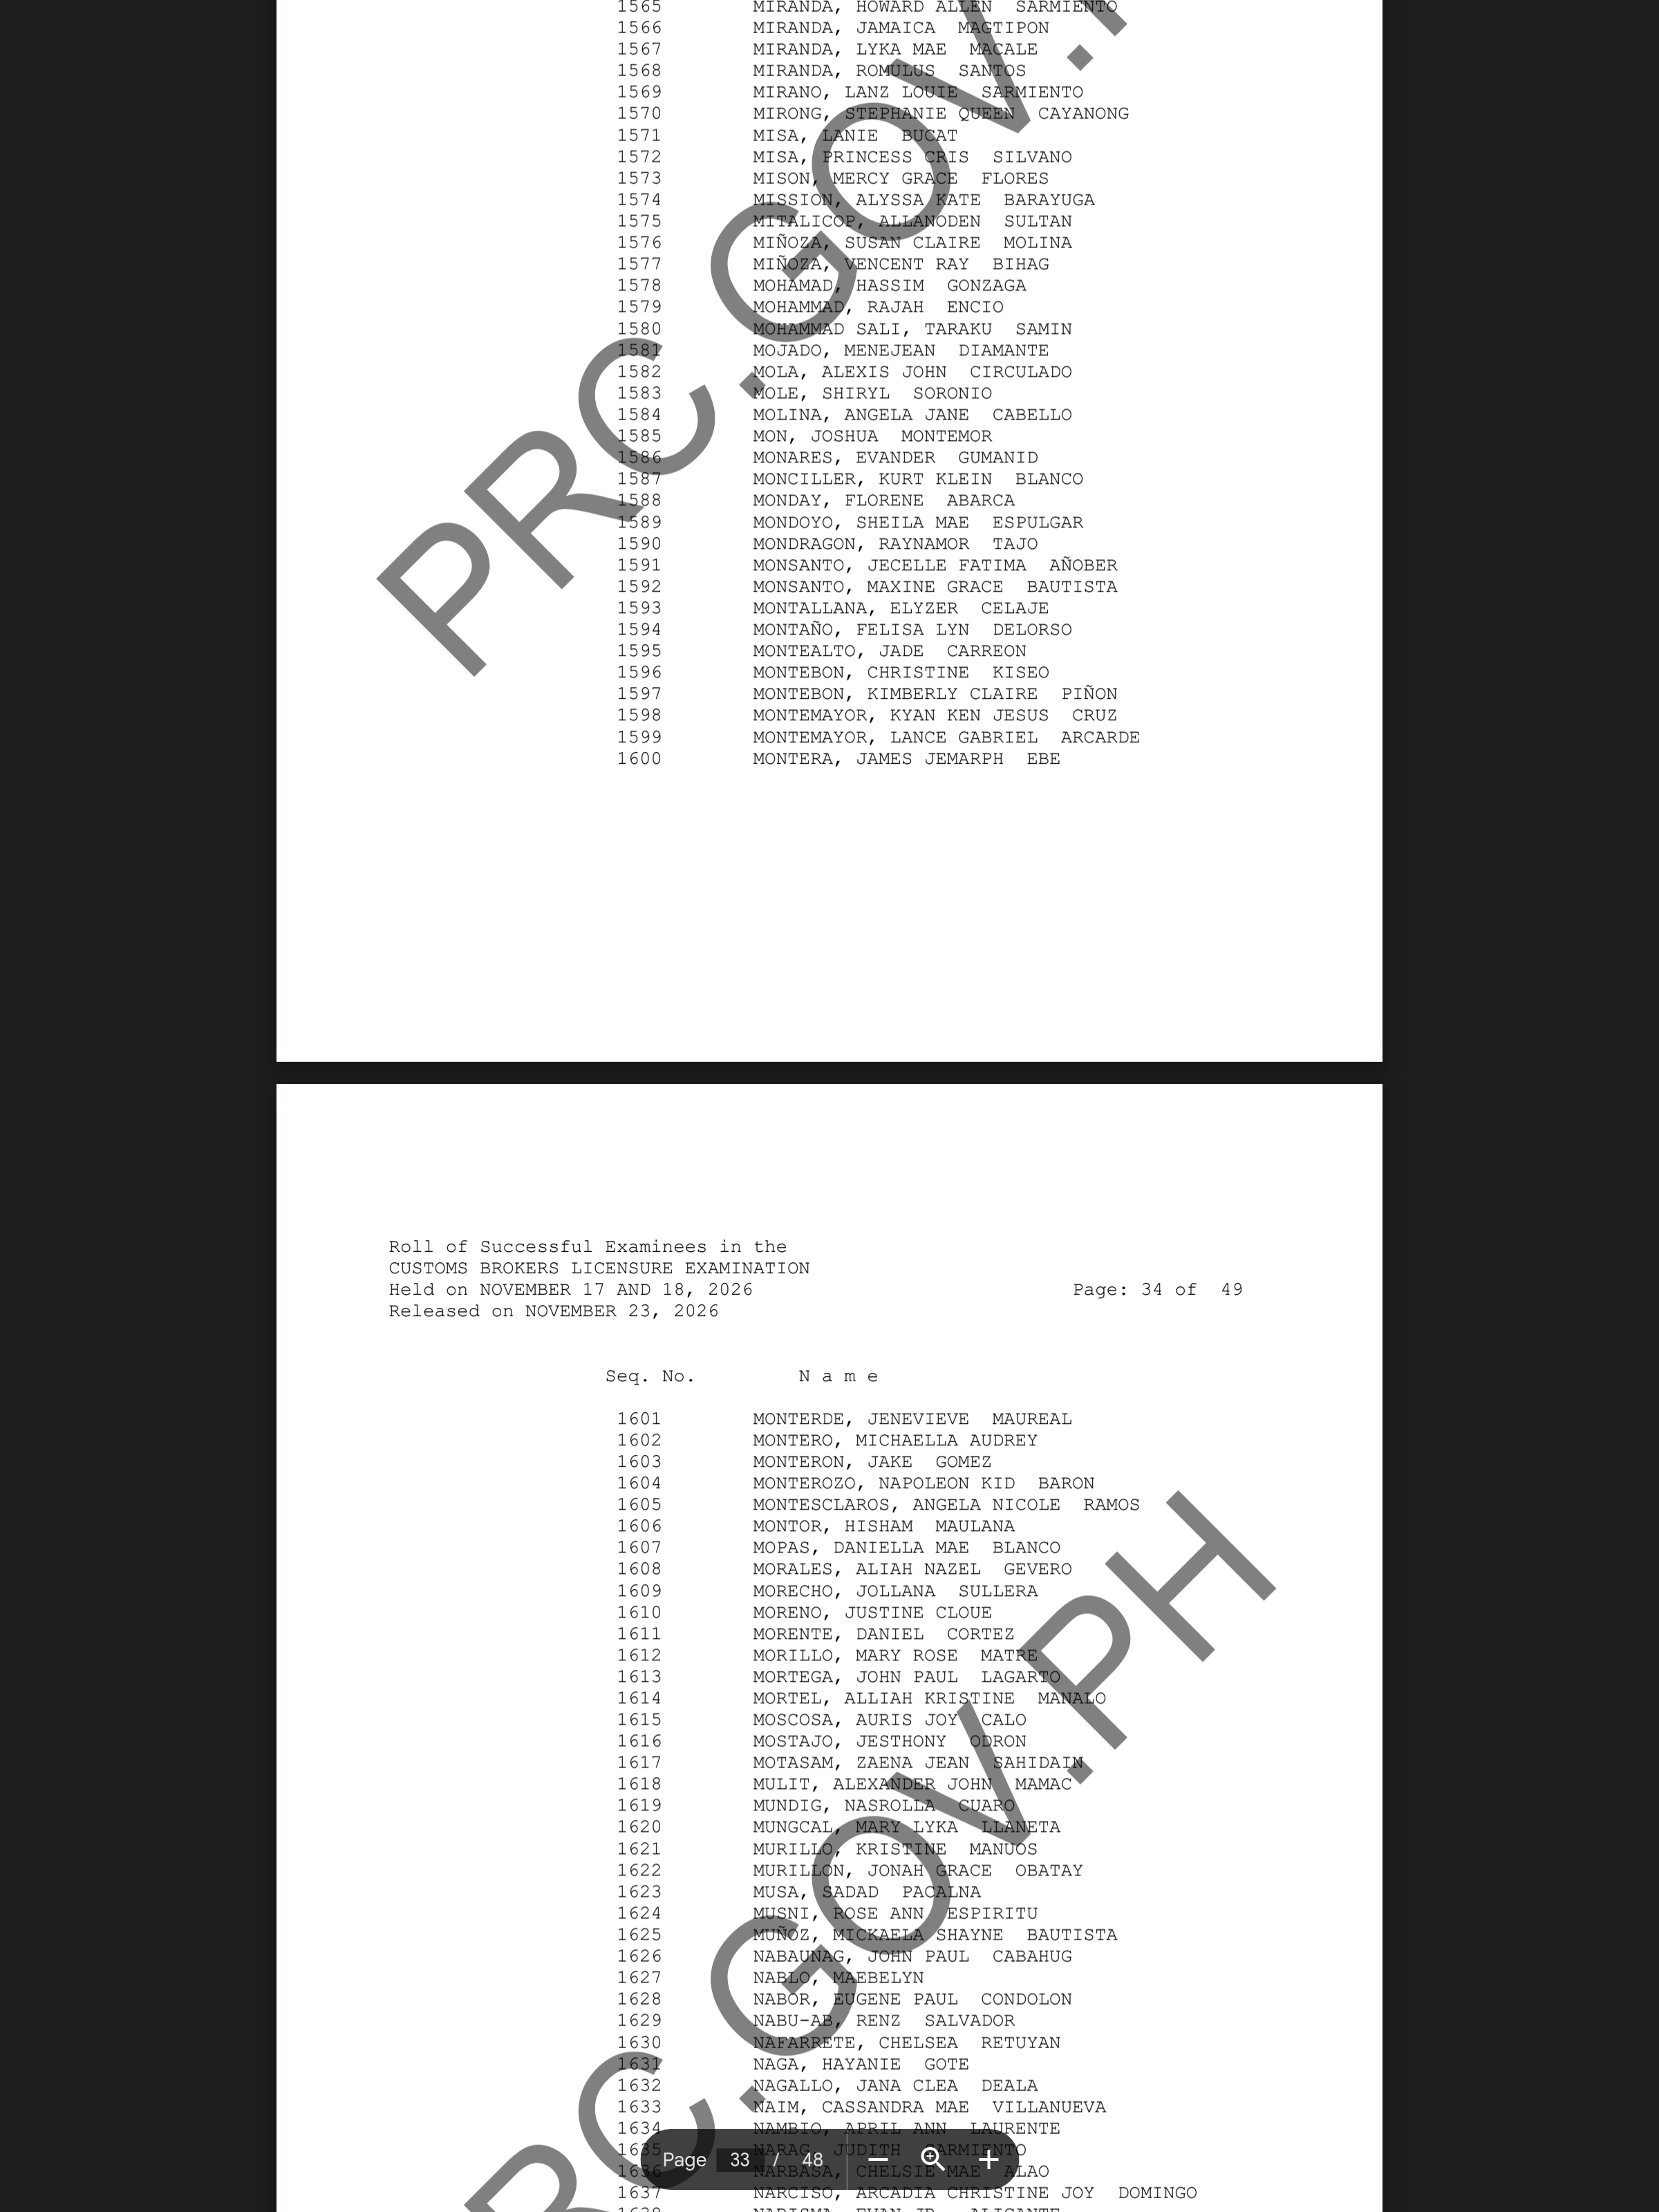 1565 MIRANDA, HOWARD ALLEN SARMIENTO
1566 MIRANDA, JAMAICA MAGTIPON
1567 MIRANDA, LYKA MAE MACALE
1568 MIRANDA, ROMULUS SANTOS
1569 MIRANO, LANZ LOUIE SARMIENTO
1570 MIRONG, STEPHANIE QUEEN CAYANONG
1571 MISA, LANIE BUCAT
1572 MISA, PRINCESS CRIS SILVANO
1573 MISON, MERCY GRACE FLORES
1574 MISSION, ALYSSA KATE BARAYUGA
1575 MITALICOP, ALLANODEN SULTAN
1576 MIÑOZA, SUSAN CLAIRE MOLINA
1577 MIÑOZA, VENCENT RAY BIHAG
1578 MOHAMAD, HASSIM GONZAGA
1579 MOHAMMAD, RAJAH ENCIO
1580 MOHAMMAD SALI, TARAKU SAMIN
1581 MOJADO, MENEJEAN DIAMANTE
1582 MOLA, ALEXIS JOHN CIRCULADO
1583 MOLE, SHIRYL SORONIO
1584 MOLINA, ANGELA JANE CABELLO
1585 MON, JOSHUA MONTEMOR
1586 MONARES, EVANDER GUMANID
1587 MONCILLER, KURT KLEIN BLANCO
1588 MONDAY, FLORENE ABARCA
1589 MONDOYO, SHEILA MAE ESPULGAR
1590 MONDRAGON, RAYNAMOR TAJO
1591 MONSANTO, JECELLE FATIMA AÑOBER
1592 MONSANTO, MAXINE GRACE BAUTISTA
1593 MONTALLANA, ELYZER CELAJE
1594 MONTAÑO, FELISA LYN DELORSO
1595 MONTEALTO, JADE CARREON
1596 MONTEBON, CHRISTINE KISEO
1597 MONTEBON, KIMBERLY CLAIRE PIÑON
1598 MONTEMAYOR, KYAN KEN JESUS CRUZ
1599 MONTEMAYOR, LANCE GABRIEL ARCARDE
1600 MONTERA, JAMES JEMARPH EBE
PRC.GOV.
Roll of Successful Examinees in the
CUSTOMS BROKERS LICENSURE EXAMINATION
Held on NOVEMBER 17 AND 18, 2026 Page: 34 of 49
Released on NOVEMBER 23, 2026
Seq. No. N a m e
1601 MONTERDE, JENEVIEVE MAUREAL
1602 MONTERO, MICHAELLA AUDREY
1603 MONTERON, JAKE GOMEZ
1604 MONTEROZO, NAPOLEON KID BARON
1605 MONTESCLAROS, ANGELA NICOLE RAMOS
1606 MONTOR, HISHAM MAULANA
1607 MOPAS, DANIELLA MAE BLANCO
1608 MORALES, ALIAH NAZEL GEVERO
1609 MORECHO, JOLLANA SULLERA
1610 MORENO, JUSTINE CLOUE
1611 MORENTE, DANIEL CORTEZ
1612 MORILLO, MARY ROSE MATRE
1613 MORTEGA, JOHN PAUL LAGARTO
1614 MORTEL, ALLIAH KRISTINE MANALO
1615 MOSCOSA, AURIS JOY CALO
1616 MOSTAJO, JESTHONY ODRON
1617 MOTASAM, ZAENA JEAN SAHIDAIN
1618 MULIT, ALEXANDER JOHN MAMAC
1619 MUNDIG, NASROLLA CUARO
1620 MUNGCAL, MARY LYKA LLANETA
1621 MURILLO, KRISTINE MANUOS
1622 MURILLON, JONAH GRACE OBATAY
1623 MUSA, SADAD PACALNA
1624 MUSNI, ROSE ANN ESPIRITU
1625 MUÑOZ, MICKAELA SHAYNE BAUTISTA
1626 NABAUNAG, JOHN PAUL CABAHUG
1627 NABLO, MAEBELYN
1628 NABOR, EUGENE PAUL CONDOLON
1629 NABU-AB, RENZ SALVADOR
1630 NAFARRETE, CHELSEA RETUYAN
1631 NAGA, HAYANIE GOTE
1632 NAGALLO, JANA CLEA DEALA
1633 NAIM, CASSANDRA MAE VILLANUEVA
1634 NAMBIO, APRIL ANN LAURENTE
1635 NARAG, JUDITH SARMIENTO
1636 NARBASA, CHELSIE MAE ALAO
1637 NARCISO, ARCADIA CHRISTINE JOY DOMINGO
PRC.GOV.PH
Page 33 / 48